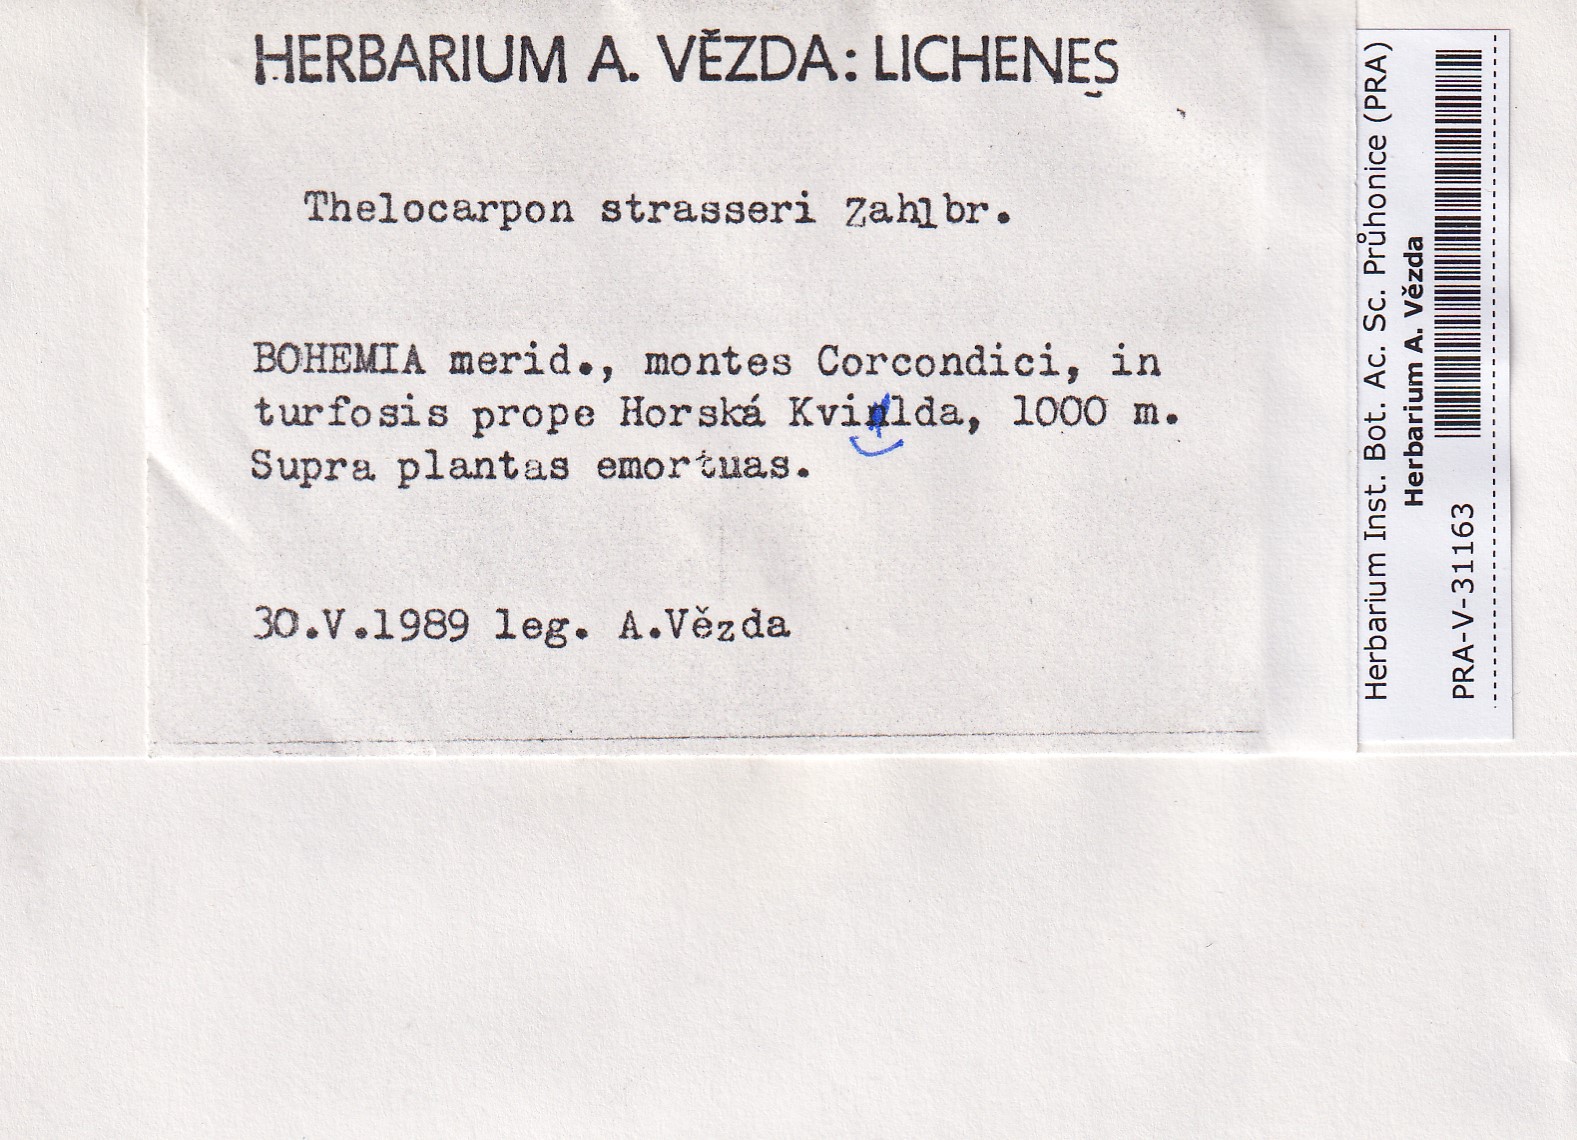 HERBARIUM A. VĚZDA: LICHENES
Thelocarpon strasseri Zahlbr.
BOHEMIA merid., montes Corcondici, in
turfosis prope Horská Kvilda, 1000 m.
Supra plantas emortuas.
30.V.1989 leg. A.Vězda
Herbarium Inst. Bot. Ac. Sc. Průhonice (PRA)
Herbarium A. Vězda
PRA-V-31163